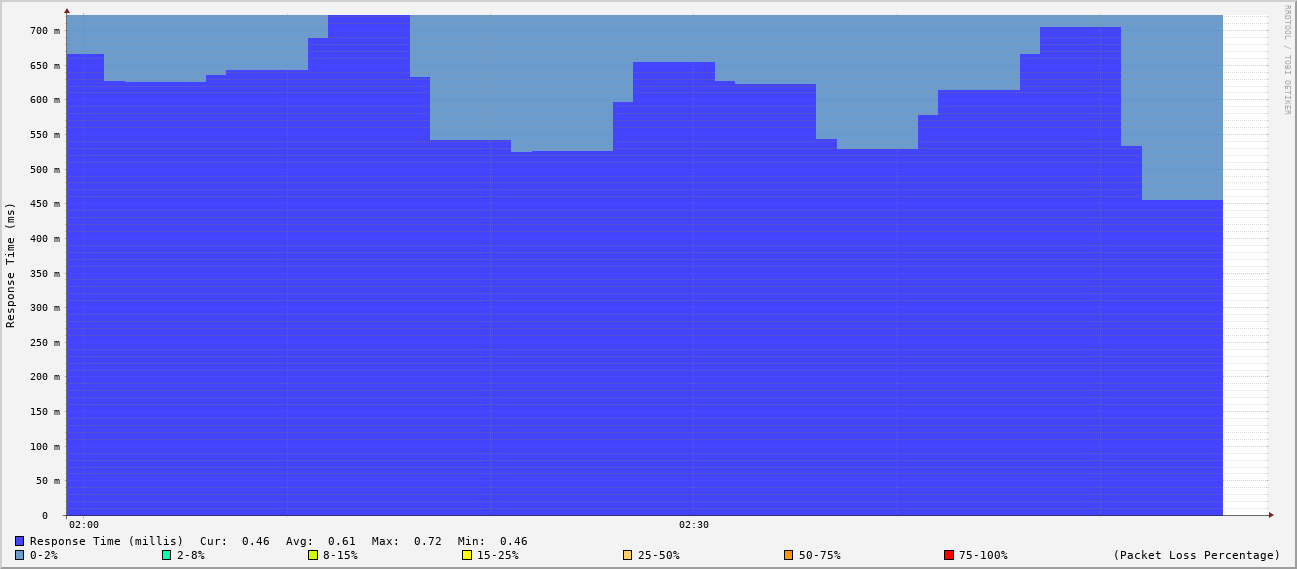 RRDTOOL / TOBI OETIKER
Response Time (ms)
700 m
650 m
600 m
550 m
500 m
450 m
400 m
350 m
300 m
250 m
200 m
150 m
100 m
50 m
0
02:00 02:30
Response Time (millis) Cur: 0.46 Avg: 0.61 Max: 0.72 Min: 0.46
0-2% 2-8% 8-15% 15-25% 25-50% 50-75% 75-100% (Packet Loss Percentage)